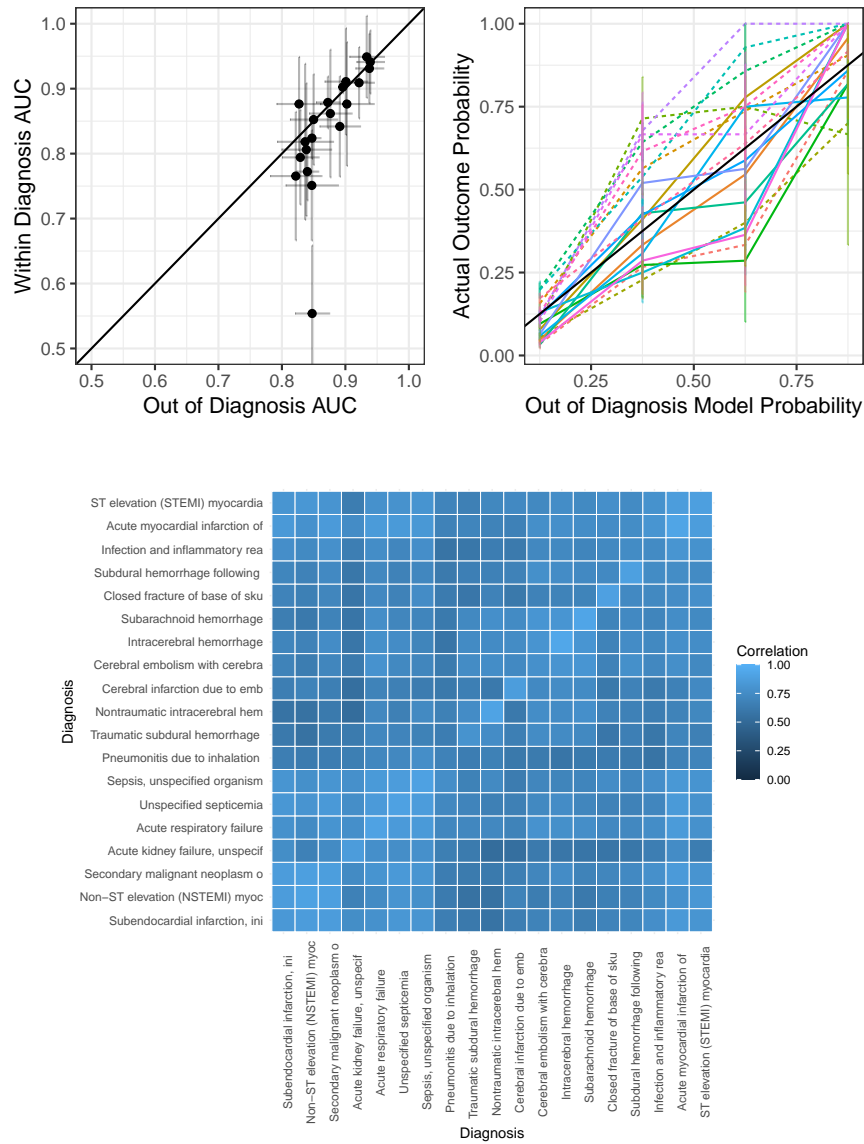 1.0
0.9
0.8
0.7
0.6
0.5
Within Diagnosis AUC
0.5 0.6 0.7 0.8 0.9 1.0
Out of Diagnosis AUC
1.00
0.75
0.50
0.25
0.00
Actual Outcome Probability
0.25 0.50 0.75
Out of Diagnosis Model Probability
ST elevation (STEMI) myocardia
Acute myocardial infarction of
Infection and inflammatory rea
Subdural hemorrhage following
Closed fracture of base of sku
Subarachnoid hemorrhage
Intracerebral hemorrhage
Cerebral embolism with cerebra
Cerebral infarction due to emb
Nontraumatic intracerebral hem
Traumatic subdural hemorrhage
Pneumonitis due to inhalation
Sepsis, unspecified organism
Unspecified septicemia
Acute respiratory failure
Acute kidney failure, unspecif
Secondary malignant neoplasm o
Non−ST elevation (NSTEMI) myoc
Subendocardial infarction, ini
Diagnosis
Subendocardial infarction, ini
Non−ST elevation (NSTEMI) myoc
Secondary malignant neoplasm o
Acute kidney failure, unspecif
Acute respiratory failure
Unspecified septicemia
Sepsis, unspecified organism
Pneumonitis due to inhalation
Traumatic subdural hemorrhage
Nontraumatic intracerebral hem
Cerebral infarction due to emb
Cerebral embolism with cerebra
Intracerebral hemorrhage
Subarachnoid hemorrhage
Closed fracture of base of sku
Subdural hemorrhage following
Infection and inflammatory rea
Acute myocardial infarction of
ST elevation (STEMI) myocardia
Diagnosis
Correlation
1.00
0.75
0.50
0.25
0.00